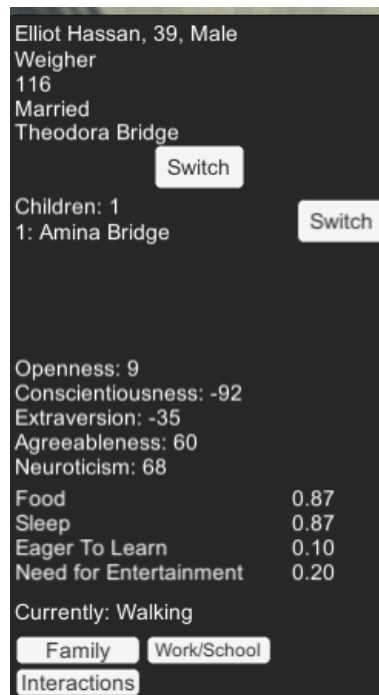 Elliot Hassan, 39, Male
Weigher
116
Married
Theodora Bridge
Switch
Children: 1
Switch
1: Amina Bridge
Openness: 9
Conscientiousness: -92
Extraversion: -35
Agreeableness: 60
Neuroticism: 68
Food 0.87
Sleep 0.87
Eager To Learn 0.10
Need for Entertainment 0.20
Currently: Walking
Family Work/School
Interactions